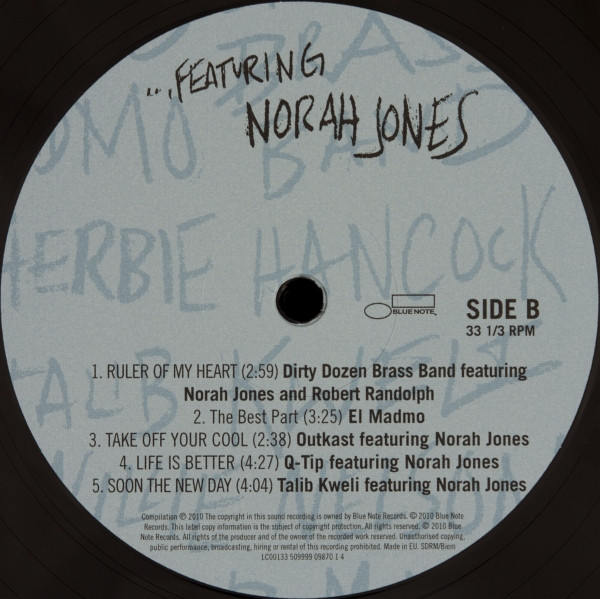 ...FEATURING
NORAH JONES
BRASS
BAND
HERBIE HANCOCK
BLUE NOTE
SIDE B
33 1/3 RPM
1. RULER OF MY HEART (2:59) Dirty Dozen Brass Band featuring
Norah Jones and Robert Randolph
2. The Best Part (3:25) El Madmo
3. TAKE OFF YOUR COOL (2:38) Outkast featuring Norah Jones
4. LIFE IS BETTER (4:27) Q-Tip featuring Norah Jones
5. SOON THE NEW DAY (4:04) Talib Kweli featuring Norah Jones
Compilation ℗ 2010 The copyright in this sound recording is owned by Blue Note Records. © 2010 Blue Note
Records. This label copy information is the subject of copyright protection. All rights reserved. © 2010 Blue
Note Records. All rights of the producer and of the owner of the recorded work reserved. Unauthorised copying,
public performance, broadcasting, hiring or rental of this recording prohibited. Made in EU. SDRM/Biem
LC00133 509999 09870 1 4